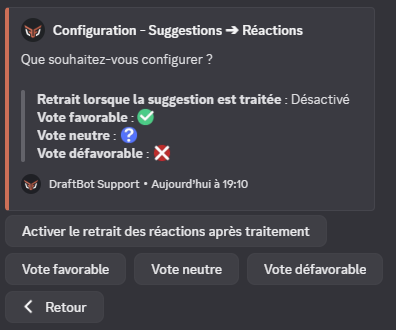 Configuration - Suggestions ➔ Réactions
Que souhaitez-vous configurer ?
Retrait lorsque la suggestion est traitée : Désactivé
Vote favorable : ✅
Vote neutre : ❓
Vote défavorable : ❌
DraftBot Support • Aujourd'hui à 19:10
Activer le retrait des réactions après traitement
Vote favorable
Vote neutre
Vote défavorable
Retour